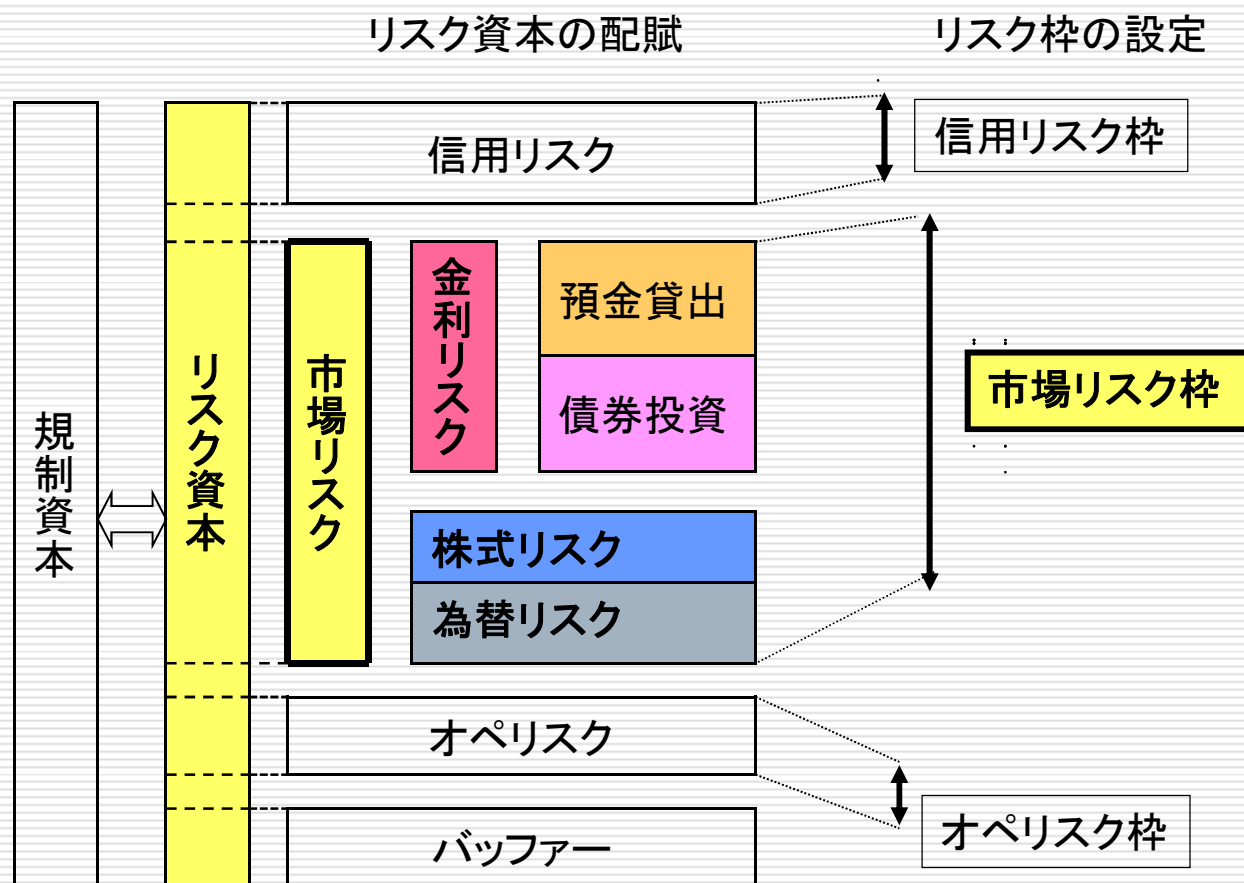 リスク資本の配賦
リスク枠の設定
規制資本
リスク資本
信用リスク
信用リスク枠
市場リスク
金利リスク
預金貸出
債券投資
株式リスク
為替リスク
市場リスク枠
オペリスク
オペリスク枠
バッファー